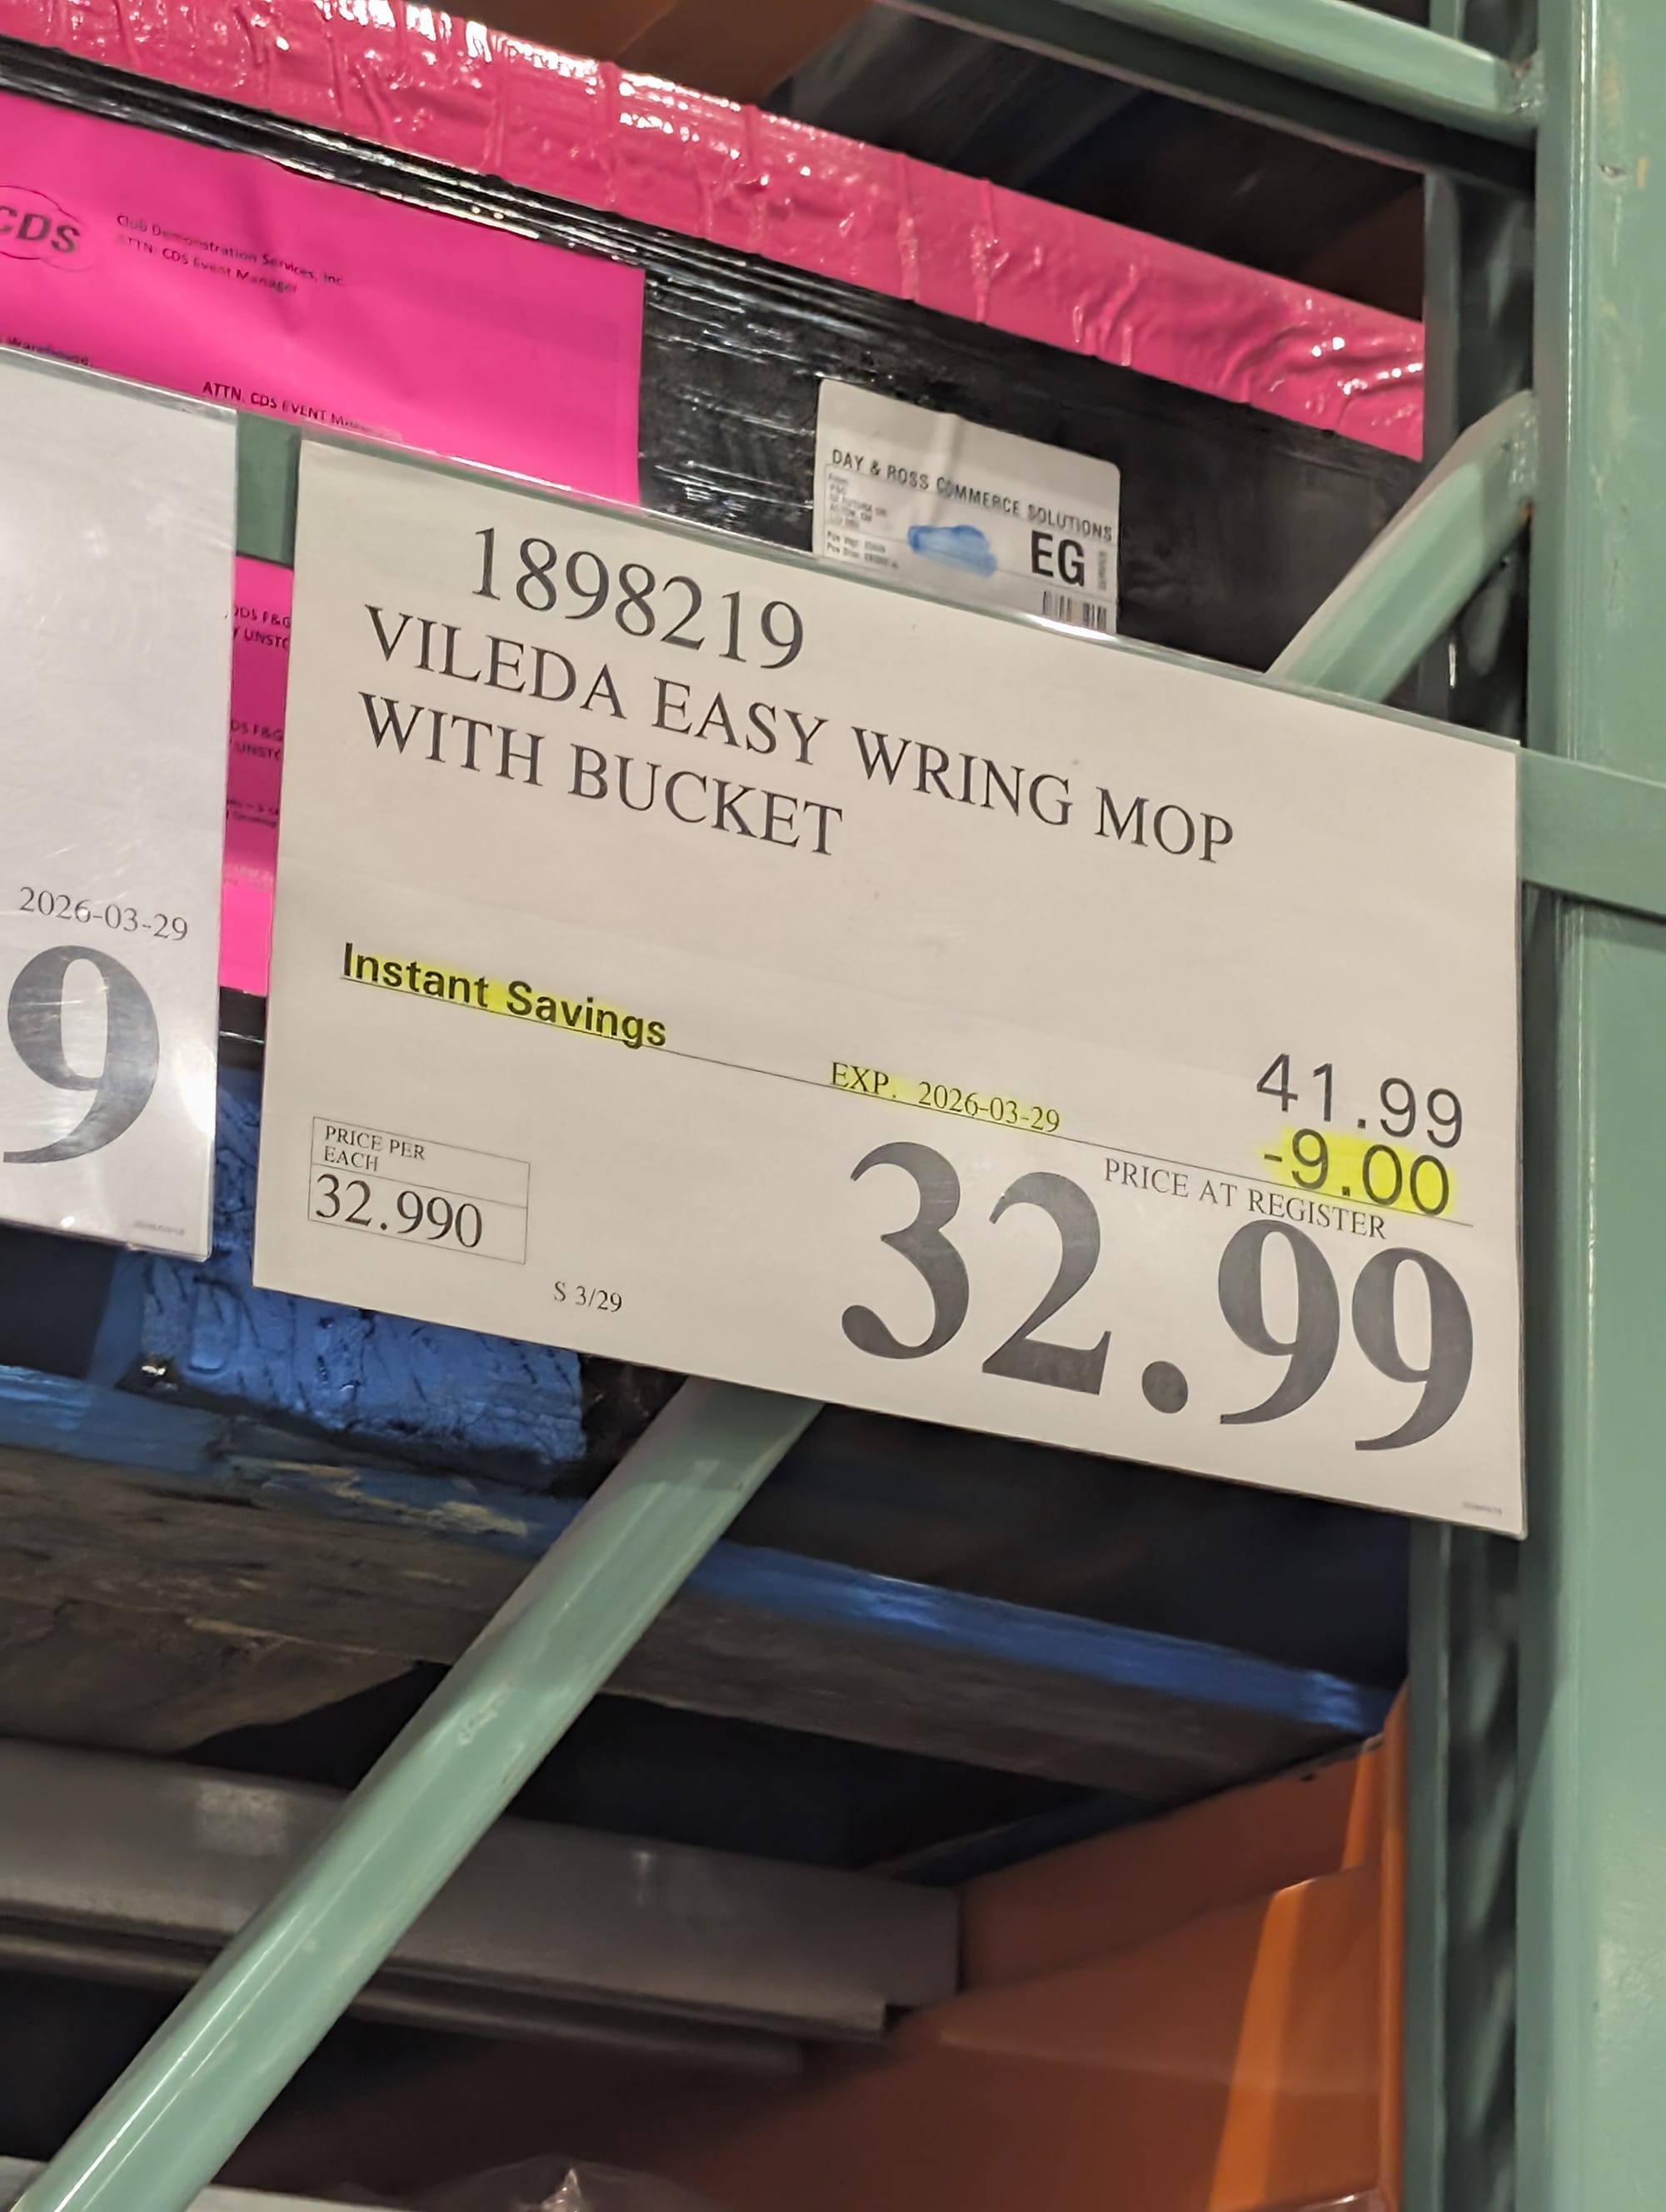 CDS
Club Demonstration Services, Inc.
ATTN: CDS Event Manager
Warehouse
ATTN. CDS EVENT
DAY & ROSS COMMERCE SOLUTIONS
EG
2026-03-29
9
1898219
VILEDA EASY WRING MOP
WITH BUCKET
Instant Savings
EXP. 2026-03-29
41.99
-9.00
PRICE AT REGISTER
32.99
PRICE PER
EACH
32.990
S 3/29